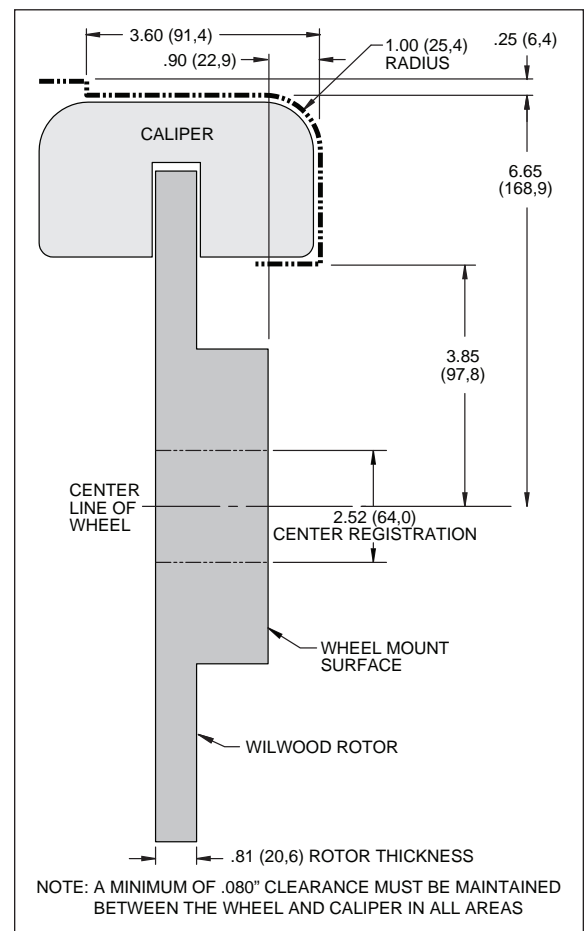 3.60 (91,4)
.90 (22,9)
1.00 (25,4)
RADIUS
.25 (6,4)
CALIPER
6.65
(168,9)
3.85
(97,8)
CENTER
LINE OF
WHEEL
2.52 (64,0)
CENTER REGISTRATION
WHEEL MOUNT
SURFACE
WILWOOD ROTOR
.81 (20,6) ROTOR THICKNESS
NOTE: A MINIMUM OF .080" CLEARANCE MUST BE MAINTAINED
BETWEEN THE WHEEL AND CALIPER IN ALL AREAS